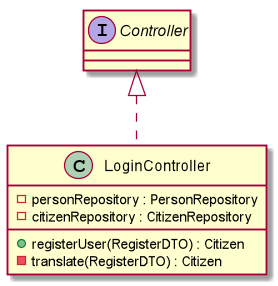 I Controller
C LoginController
personRepository : PersonRepository
citizenRepository : CitizenRepository
registerUser(RegisterDTO) : Citizen
translate(RegisterDTO) : Citizen